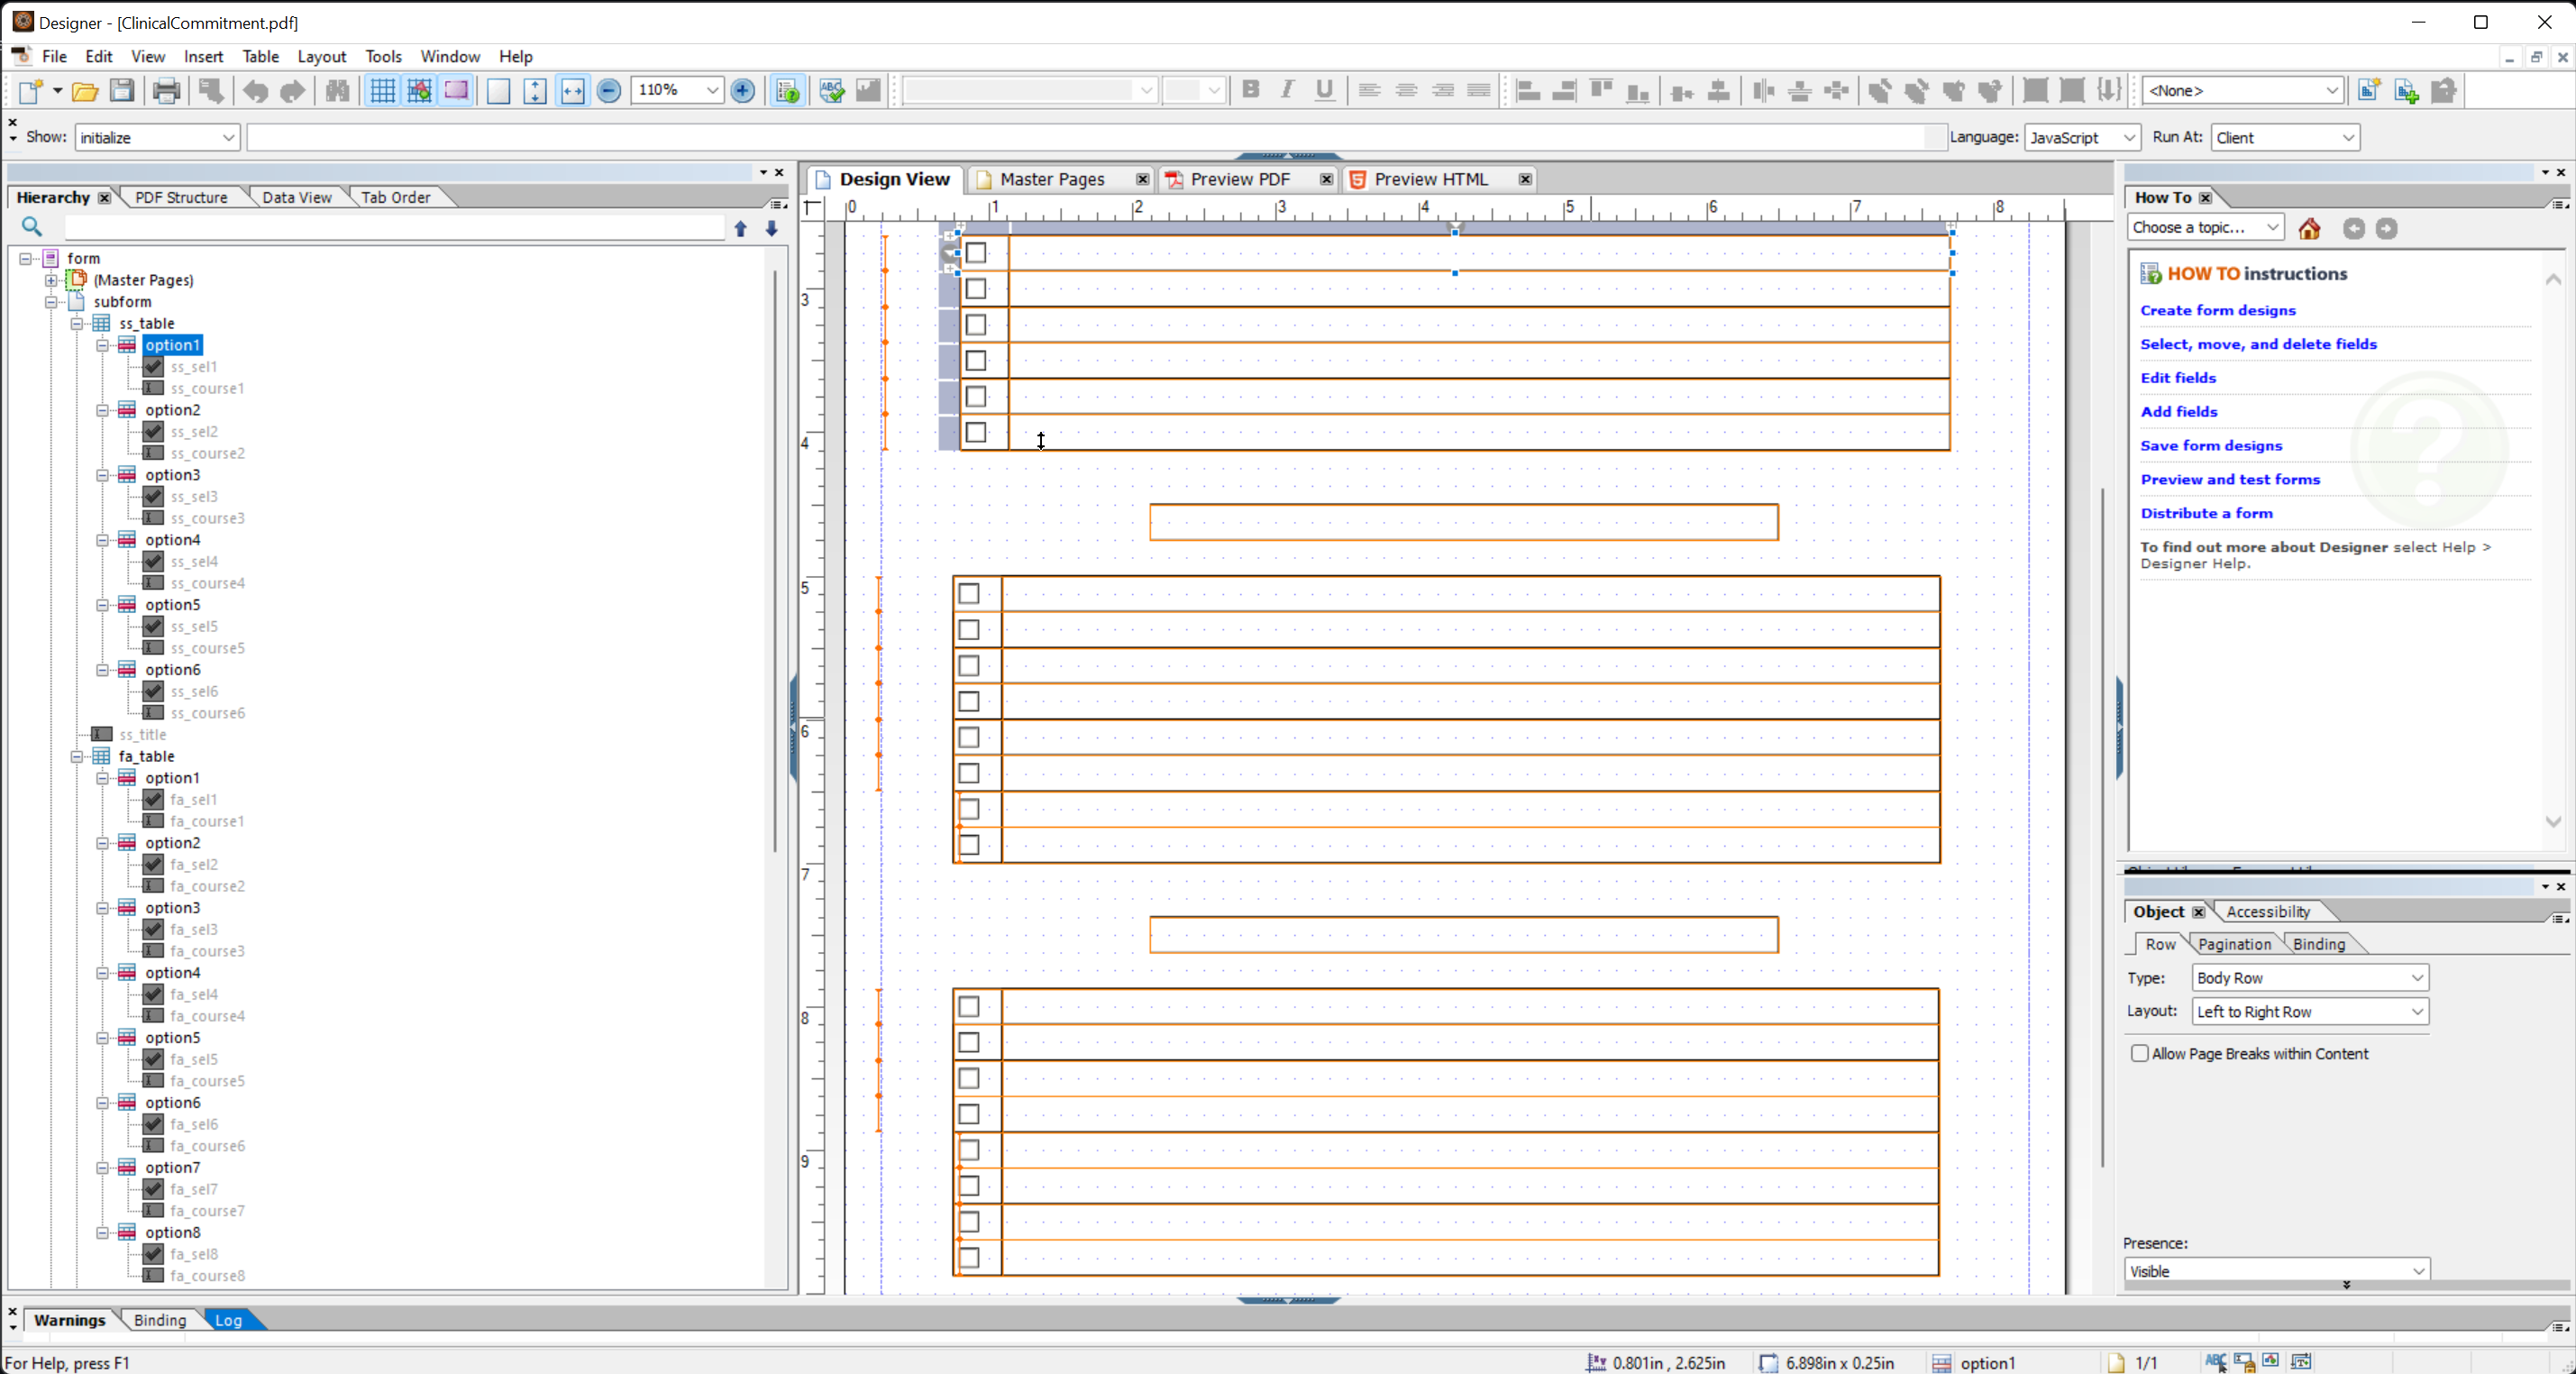 Designer - [ClinicalCommitment.pdf]
File Edit View Insert Table Layout Tools Window Help
110% <None>
Show: initialize Language: JavaScript Run At: Client
Hierarchy PDF Structure Data View Tab Order
form
(Master Pages)
subform
ss_table
option1
ss_sel1
ss_course1
option2
ss_sel2
ss_course2
option3
ss_sel3
ss_course3
option4
ss_sel4
ss_course4
option5
ss_sel5
ss_course5
option6
ss_sel6
ss_course6
ss_title
fa_table
option1
fa_sel1
fa_course1
option2
fa_sel2
fa_course2
option3
fa_sel3
fa_course3
option4
fa_sel4
fa_course4
option5
fa_sel5
fa_course5
option6
fa_sel6
fa_course6
option7
fa_sel7
fa_course7
option8
fa_sel8
fa_course8
Design View Master Pages Preview PDF Preview HTML
0 1 2 3 4 5 6 7 8
3
4
5
6
7
8
9
How To
Choose a topic...
HOW TO instructions
Create form designs
Select, move, and delete fields
Edit fields
Add fields
Save form designs
Preview and test forms
Distribute a form
To find out more about Designer select Help >
Designer Help.
Object Accessibility
Row Pagination Binding
Type: Body Row
Layout: Left to Right Row
Allow Page Breaks within Content
Presence:
Visible
Warnings Binding Log
For Help, press F1 0.801in , 2.625in 6.898in x 0.25in option1 1/1